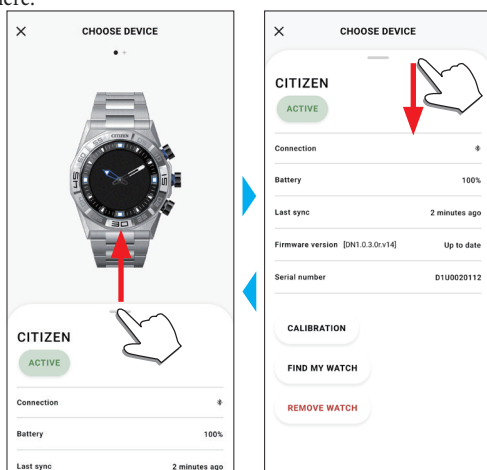 here.
CHOOSE DEVICE
CITIZEN
CITIZEN
ACTIVE
Connection
Battery 100%
Last sync 2 minutes ago
CHOOSE DEVICE
CITIZEN
ACTIVE
Connection
Battery 100%
Last sync 2 minutes ago
Firmware version [DN1.0.3.0r.v14] Up to date
Serial number D1U0020112
CALIBRATION
FIND MY WATCH
REMOVE WATCH